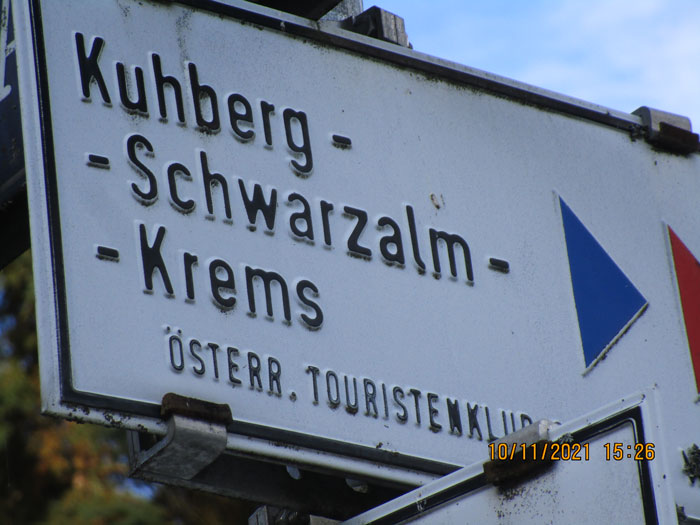 Kuhberg -
- Schwarzalm -
- Krems
ÖSTERR. TOURISTENKLUB
10/11/2021 15:26